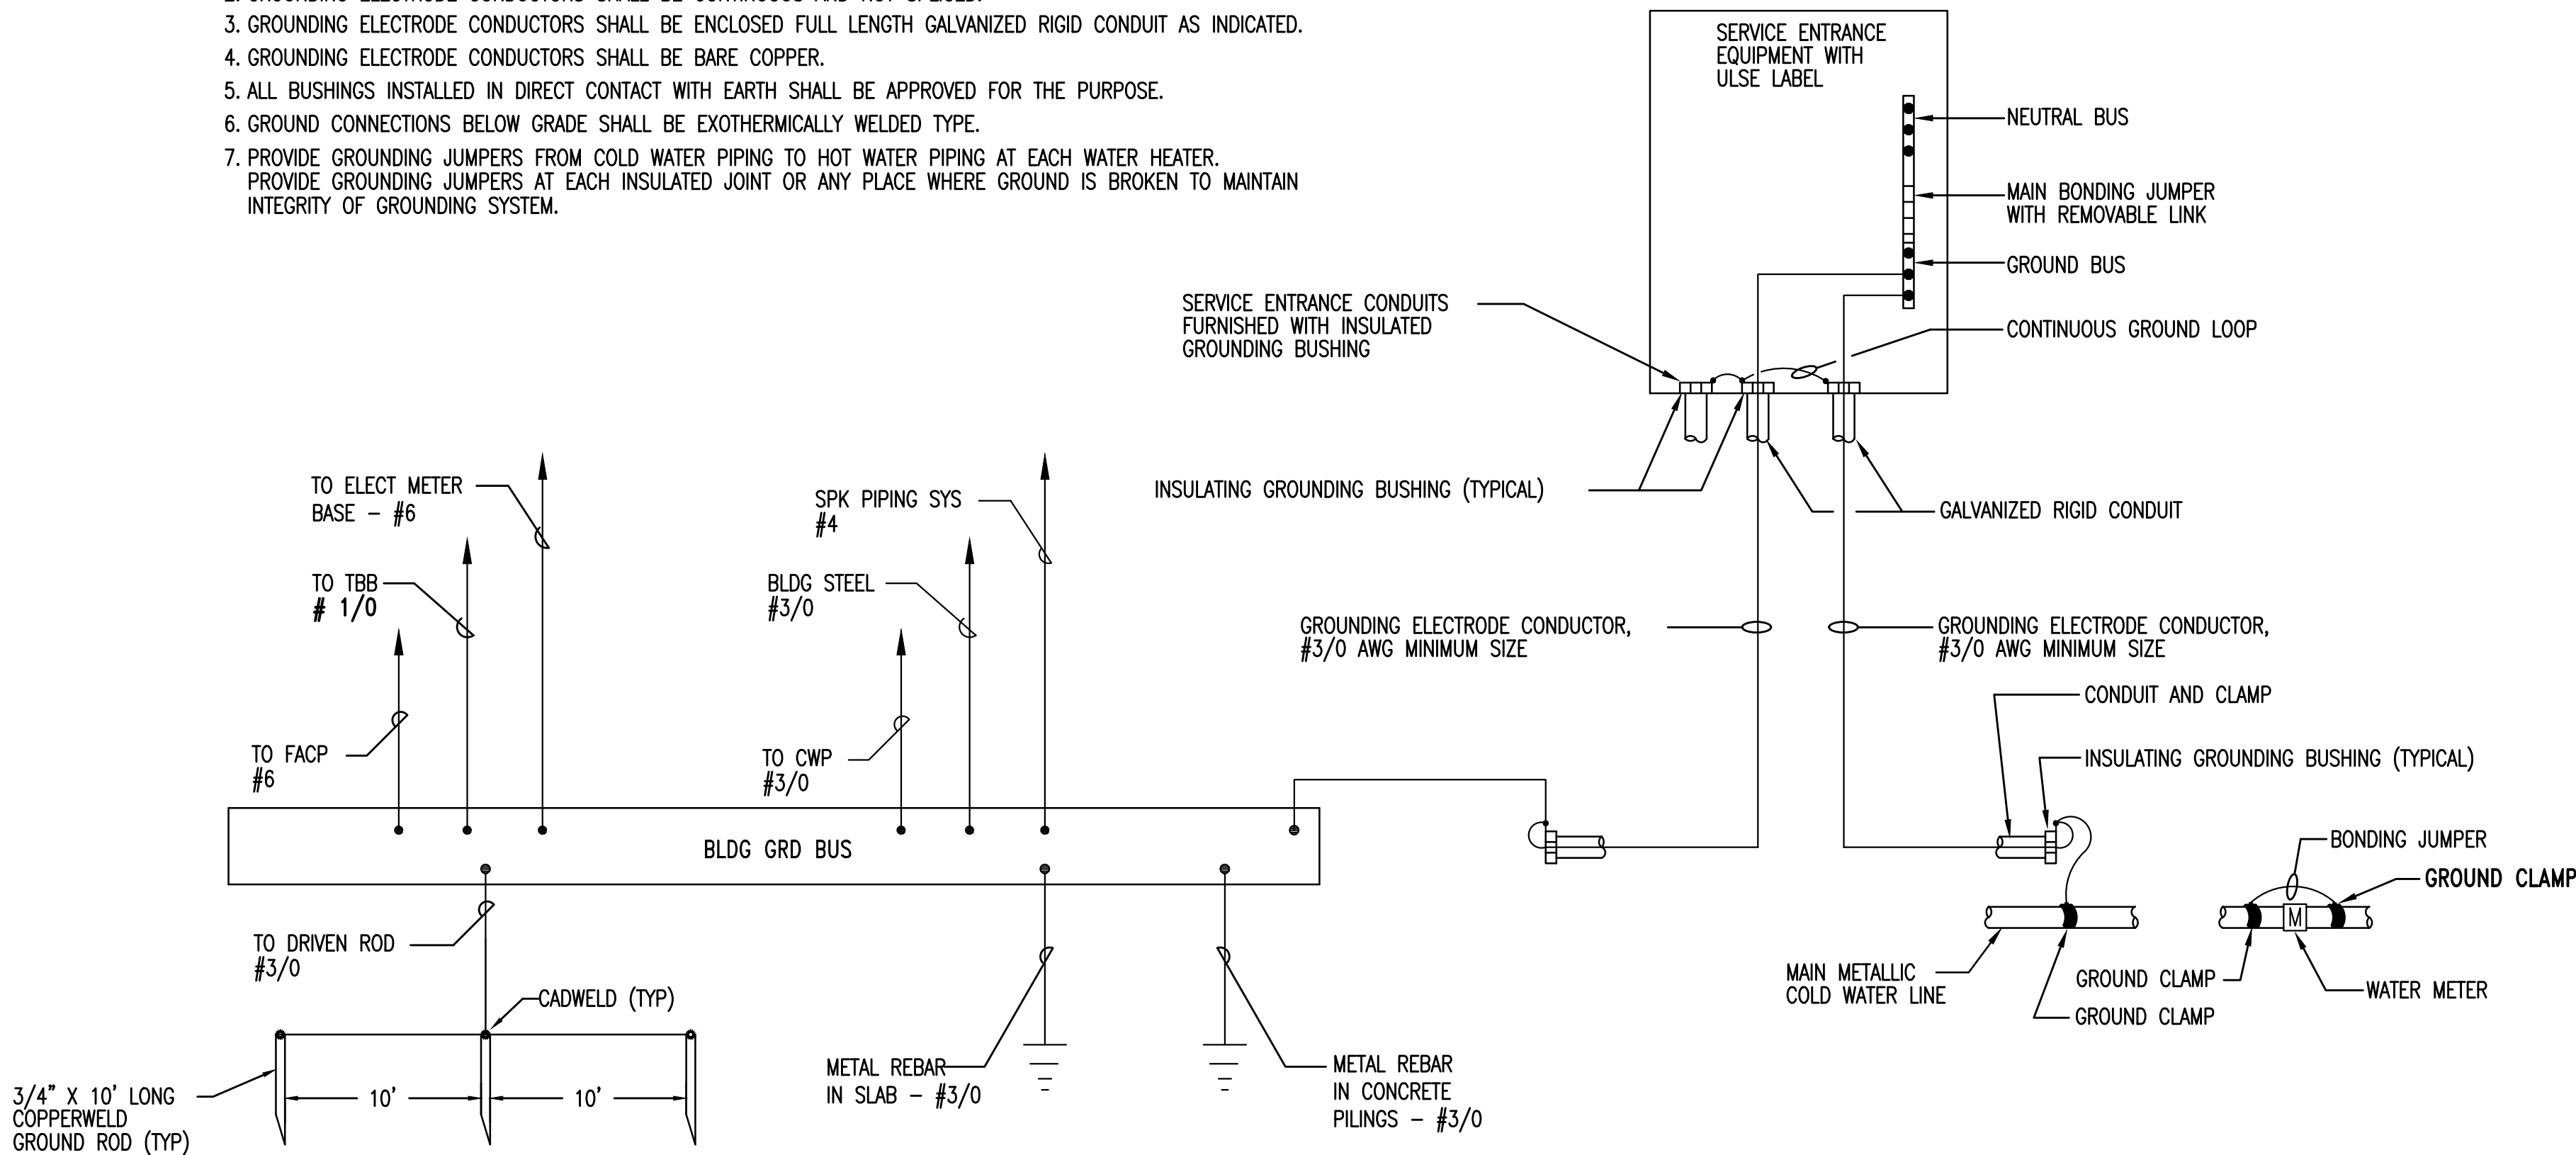 2. GROUNDING ELECTRODE CONDUCTORS SHALL BE CONTINUOUS AND NOT SPLICED.
3. GROUNDING ELECTRODE CONDUCTORS SHALL BE ENCLOSED FULL LENGTH GALVANIZED RIGID CONDUIT AS INDICATED.
4. GROUNDING ELECTRODE CONDUCTORS SHALL BE BARE COPPER.
5. ALL BUSHINGS INSTALLED IN DIRECT CONTACT WITH EARTH SHALL BE APPROVED FOR THE PURPOSE.
6. GROUND CONNECTIONS BELOW GRADE SHALL BE EXOTHERMICALLY WELDED TYPE.
7. PROVIDE GROUNDING JUMPERS FROM COLD WATER PIPING TO HOT WATER PIPING AT EACH WATER HEATER.
PROVIDE GROUNDING JUMPERS AT EACH INSULATED JOINT OR ANY PLACE WHERE GROUND IS BROKEN TO MAINTAIN
INTEGRITY OF GROUNDING SYSTEM.
SERVICE ENTRANCE
EQUIPMENT WITH
ULSE LABEL
NEUTRAL BUS
MAIN BONDING JUMPER
WITH REMOVABLE LINK
GROUND BUS
CONTINUOUS GROUND LOOP
SERVICE ENTRANCE CONDUITS
FURNISHED WITH INSULATED
GROUNDING BUSHING
INSULATING GROUNDING BUSHING (TYPICAL)
GALVANIZED RIGID CONDUIT
TO ELECT METER
BASE - #6
TO TBB
# 1/0
TO FACP
#6
SPK PIPING SYS
#4
BLDG STEEL
#3/0
TO CWP
#3/0
GROUNDING ELECTRODE CONDUCTOR,
#3/0 AWG MINIMUM SIZE
GROUNDING ELECTRODE CONDUCTOR,
#3/0 AWG MINIMUM SIZE
CONDUIT AND CLAMP
INSULATING GROUNDING BUSHING (TYPICAL)
BLDG GRD BUS
BONDING JUMPER
GROUND CLAMP
M
MAIN METALLIC
COLD WATER LINE
GROUND CLAMP
GROUND CLAMP
WATER METER
TO DRIVEN ROD
#3/0
CADWELD (TYP)
3/4" X 10' LONG
COPPERWELD
GROUND ROD (TYP)
10'
10'
METAL REBAR
IN SLAB - #3/0
METAL REBAR
IN CONCRETE
PILINGS - #3/0